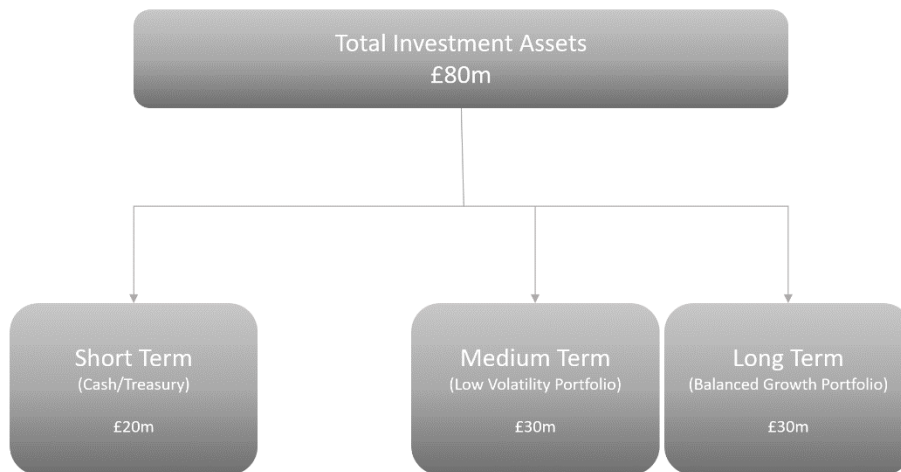 Total Investment Assets
£80m
Short Term
(Cash/Treasury)
£20m
Medium Term
(Low Volatility Portfolio)
£30m
Long Term
(Balanced Growth Portfolio)
£30m